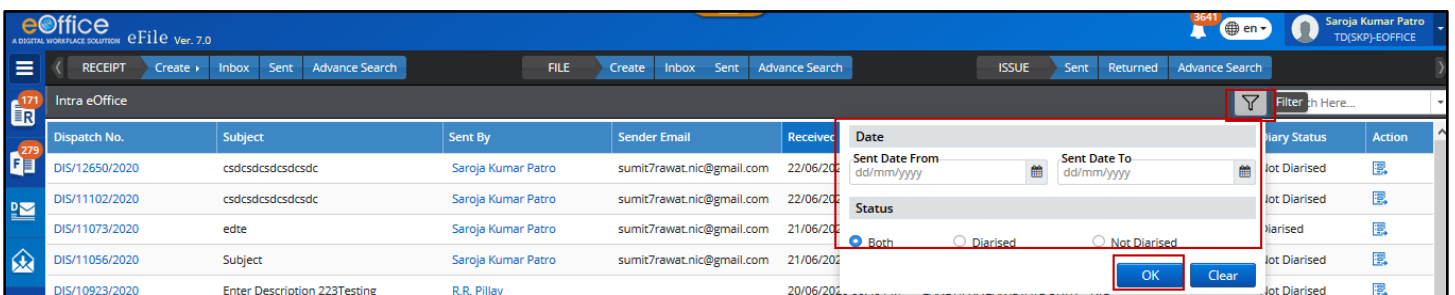 eOffice
A DIGITAL WORKPLACE SOLUTION eFile Ver. 7.0
3641
en
Saroja Kumar Patro
TD(SKP)-EOFFICE
RECEIPT Create Inbox Sent Advance Search FILE Create Inbox Sent Advance Search ISSUE Sent Returned Advance Search
171
R
Intra eOffice
Filter
h Here...
Dispatch No. Subject Sent By Sender Email Received Diary Status Action
279
F
D
DIS/12650/2020 csdcsdcsdcsdcsdc Saroja Kumar Patro sumit7rawat.nic@gmail.com 22/06/202 Not Diarised
DIS/11102/2020 csdcsdcsdcsdcsdc Saroja Kumar Patro sumit7rawat.nic@gmail.com 22/06/202 Not Diarised
DIS/11073/2020 edte Saroja Kumar Patro sumit7rawat.nic@gmail.com 21/06/202 Diarised
DIS/11056/2020 Subject Saroja Kumar Patro sumit7rawat.nic@gmail.com 21/06/202 Not Diarised
DIS/10923/2020 Enter Description 223Testing R.R. Pillay 20/06/202 Not Diarised
Date
Sent Date From Sent Date To
dd/mm/yyyy dd/mm/yyyy
Status
Both Diarised Not Diarised
OK Clear